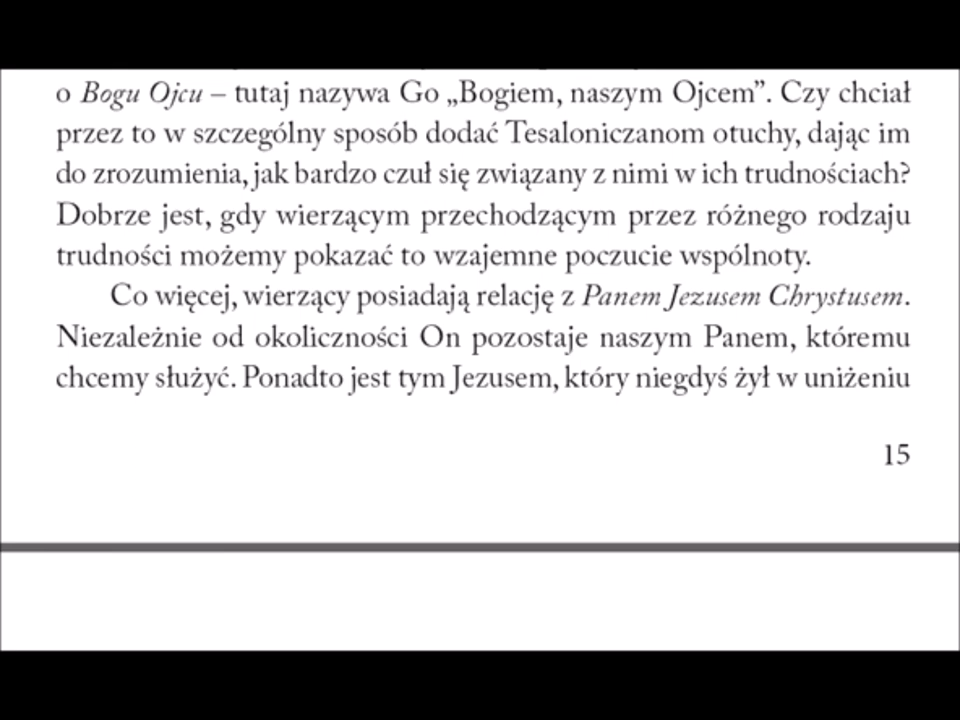 o Bogu Ojcu – tutaj nazywa Go „Bogiem, naszym Ojcem”. Czy chciał
przez to w szczególny sposób dodać Tesaloniczanom otuchy, dając im
do zrozumienia, jak bardzo czuł się związany z nimi w ich trudnościach?
Dobrze jest, gdy wierzącym przechodzącym przez różnego rodzaju
trudności możemy pokazać to wzajemne poczucie wspólnoty.
Co więcej, wierzący posiadają relację z Panem Jezusem Chrystusem.
Niezależnie od okoliczności On pozostaje naszym Panem, któremu
chcemy służyć. Ponadto jest tym Jezusem, który niegdyś żył w uniżeniu
15